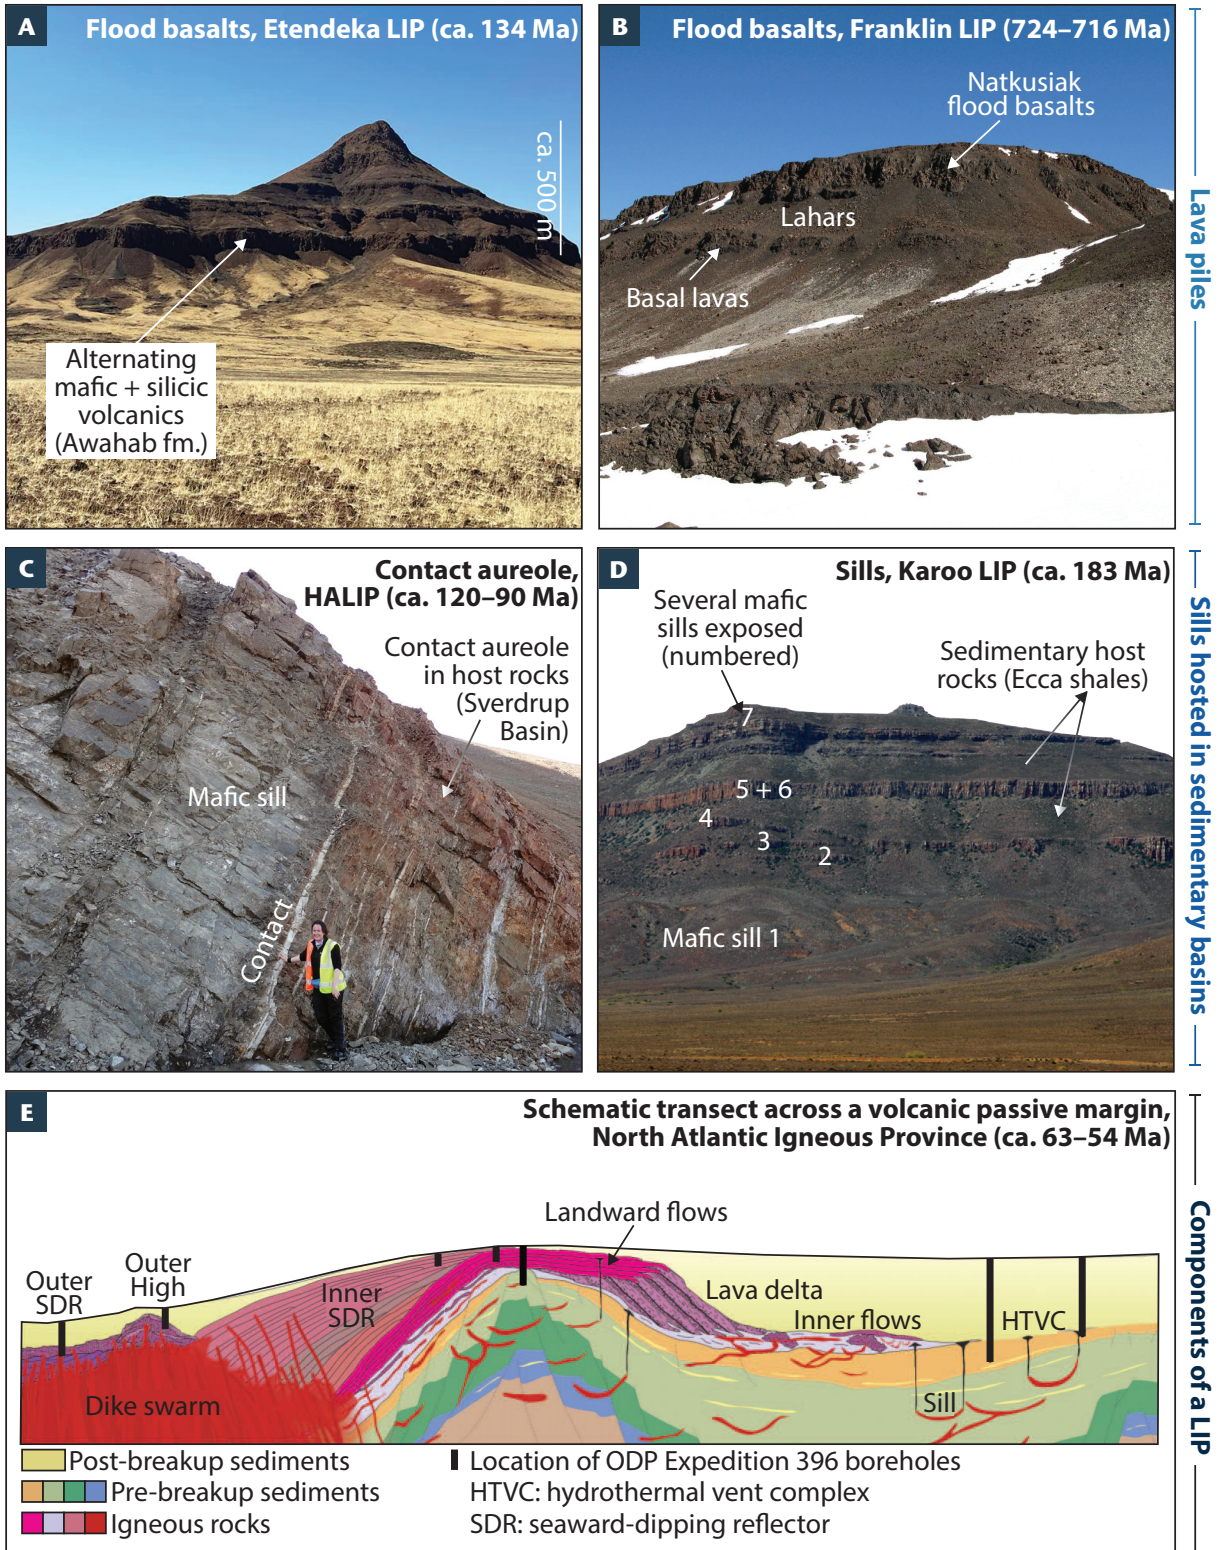 A
Flood basalts, Etendeka LIP (ca. 134 Ma)
ca. 500 m
Alternating
mafic + silicic
volcanics
(Awahab fm.)
B
Flood basalts, Franklin LIP (724–716 Ma)
Natkusiak
flood basalts
Lahars
Basal lavas
Lava piles
C
Contact aureole,
HALIP (ca. 120–90 Ma)
Contact aureole
in host rocks
(Sverdrup
Basin)
Mafic sill
Contact
D
Sills, Karoo LIP (ca. 183 Ma)
Several mafic
sills exposed
(numbered)
Sedimentary host
rocks (Ecca shales)
7
5 + 6
4
3
2
Mafic sill 1
Sills hosted in sedimentary basins
E
Schematic transect across a volcanic passive margin,
North Atlantic Igneous Province (ca. 63–54 Ma)
Landward flows
Outer
SDR
Outer
High
Inner
SDR
Lava delta
Inner flows
HTVC
Dike swarm
Sill
Post-breakup sediments
Pre-breakup sediments
Igneous rocks
Location of ODP Expedition 396 boreholes
HTVC: hydrothermal vent complex
SDR: seaward-dipping reflector
Components of a LIP